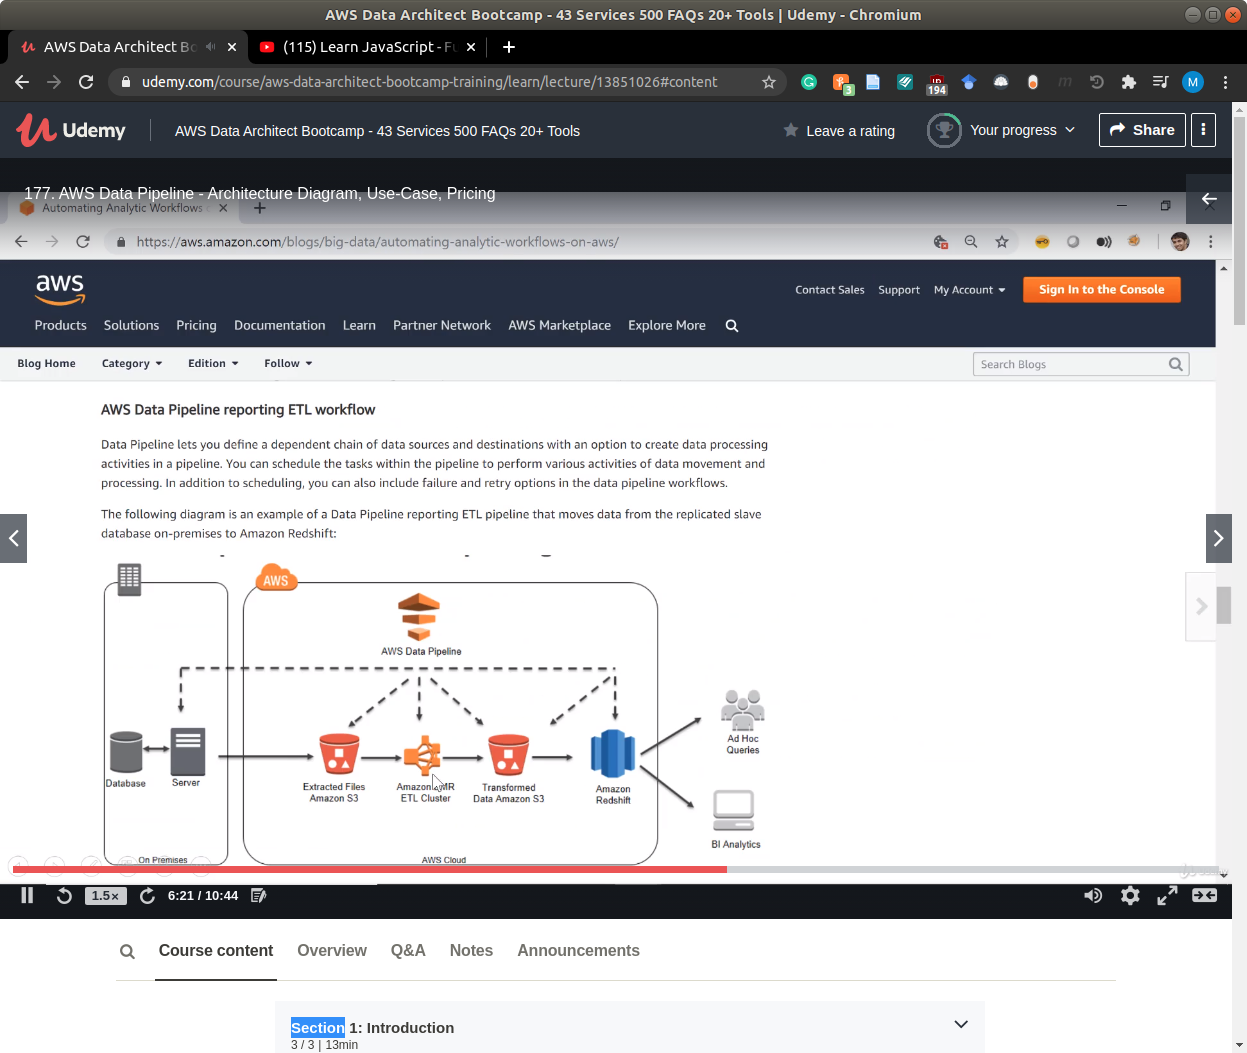 AWS Data Architect Bootcamp - 43 Services 500 FAQs 20+ Tools | Udemy - Chromium
AWS Data Architect Bo
(115) Learn JavaScript - Fu
udemy.com/course/aws-data-architect-bootcamp-training/learn/lecture/13851026#content
3
194
M
Udemy
AWS Data Architect Bootcamp - 43 Services 500 FAQs 20+ Tools
Leave a rating
Your progress
Share
177. AWS Data Pipeline - Architecture Diagram, Use-Case, Pricing
Automating Analytic Workflows
https://aws.amazon.com/blogs/big-data/automating-analytic-workflows-on-aws/
aws
Contact Sales Support My Account Sign In to the Console
Products Solutions Pricing Documentation Learn Partner Network AWS Marketplace Explore More
Blog Home Category Edition Follow
Search Blogs
AWS Data Pipeline reporting ETL workflow
Data Pipeline lets you define a dependent chain of data sources and destinations with an option to create data processing
activities in a pipeline. You can schedule the tasks within the pipeline to perform various activities of data movement and
processing. In addition to scheduling, you can also include failure and retry options in the data pipeline workflows.
The following diagram is an example of a Data Pipeline reporting ETL pipeline that moves data from the replicated slave
database on-premises to Amazon Redshift:
AWS
AWS Data Pipeline
Database
Server
Extracted Files
Amazon S3
Amazon EMR
ETL Cluster
Transformed
Data Amazon S3
Amazon
Redshift
Ad Hoc
Queries
BI Analytics
On Premises
AWS Cloud
1.5×
6:21 / 10:44
Course content
Overview
Q&A
Notes
Announcements
Section 1: Introduction
3 / 3 | 13min